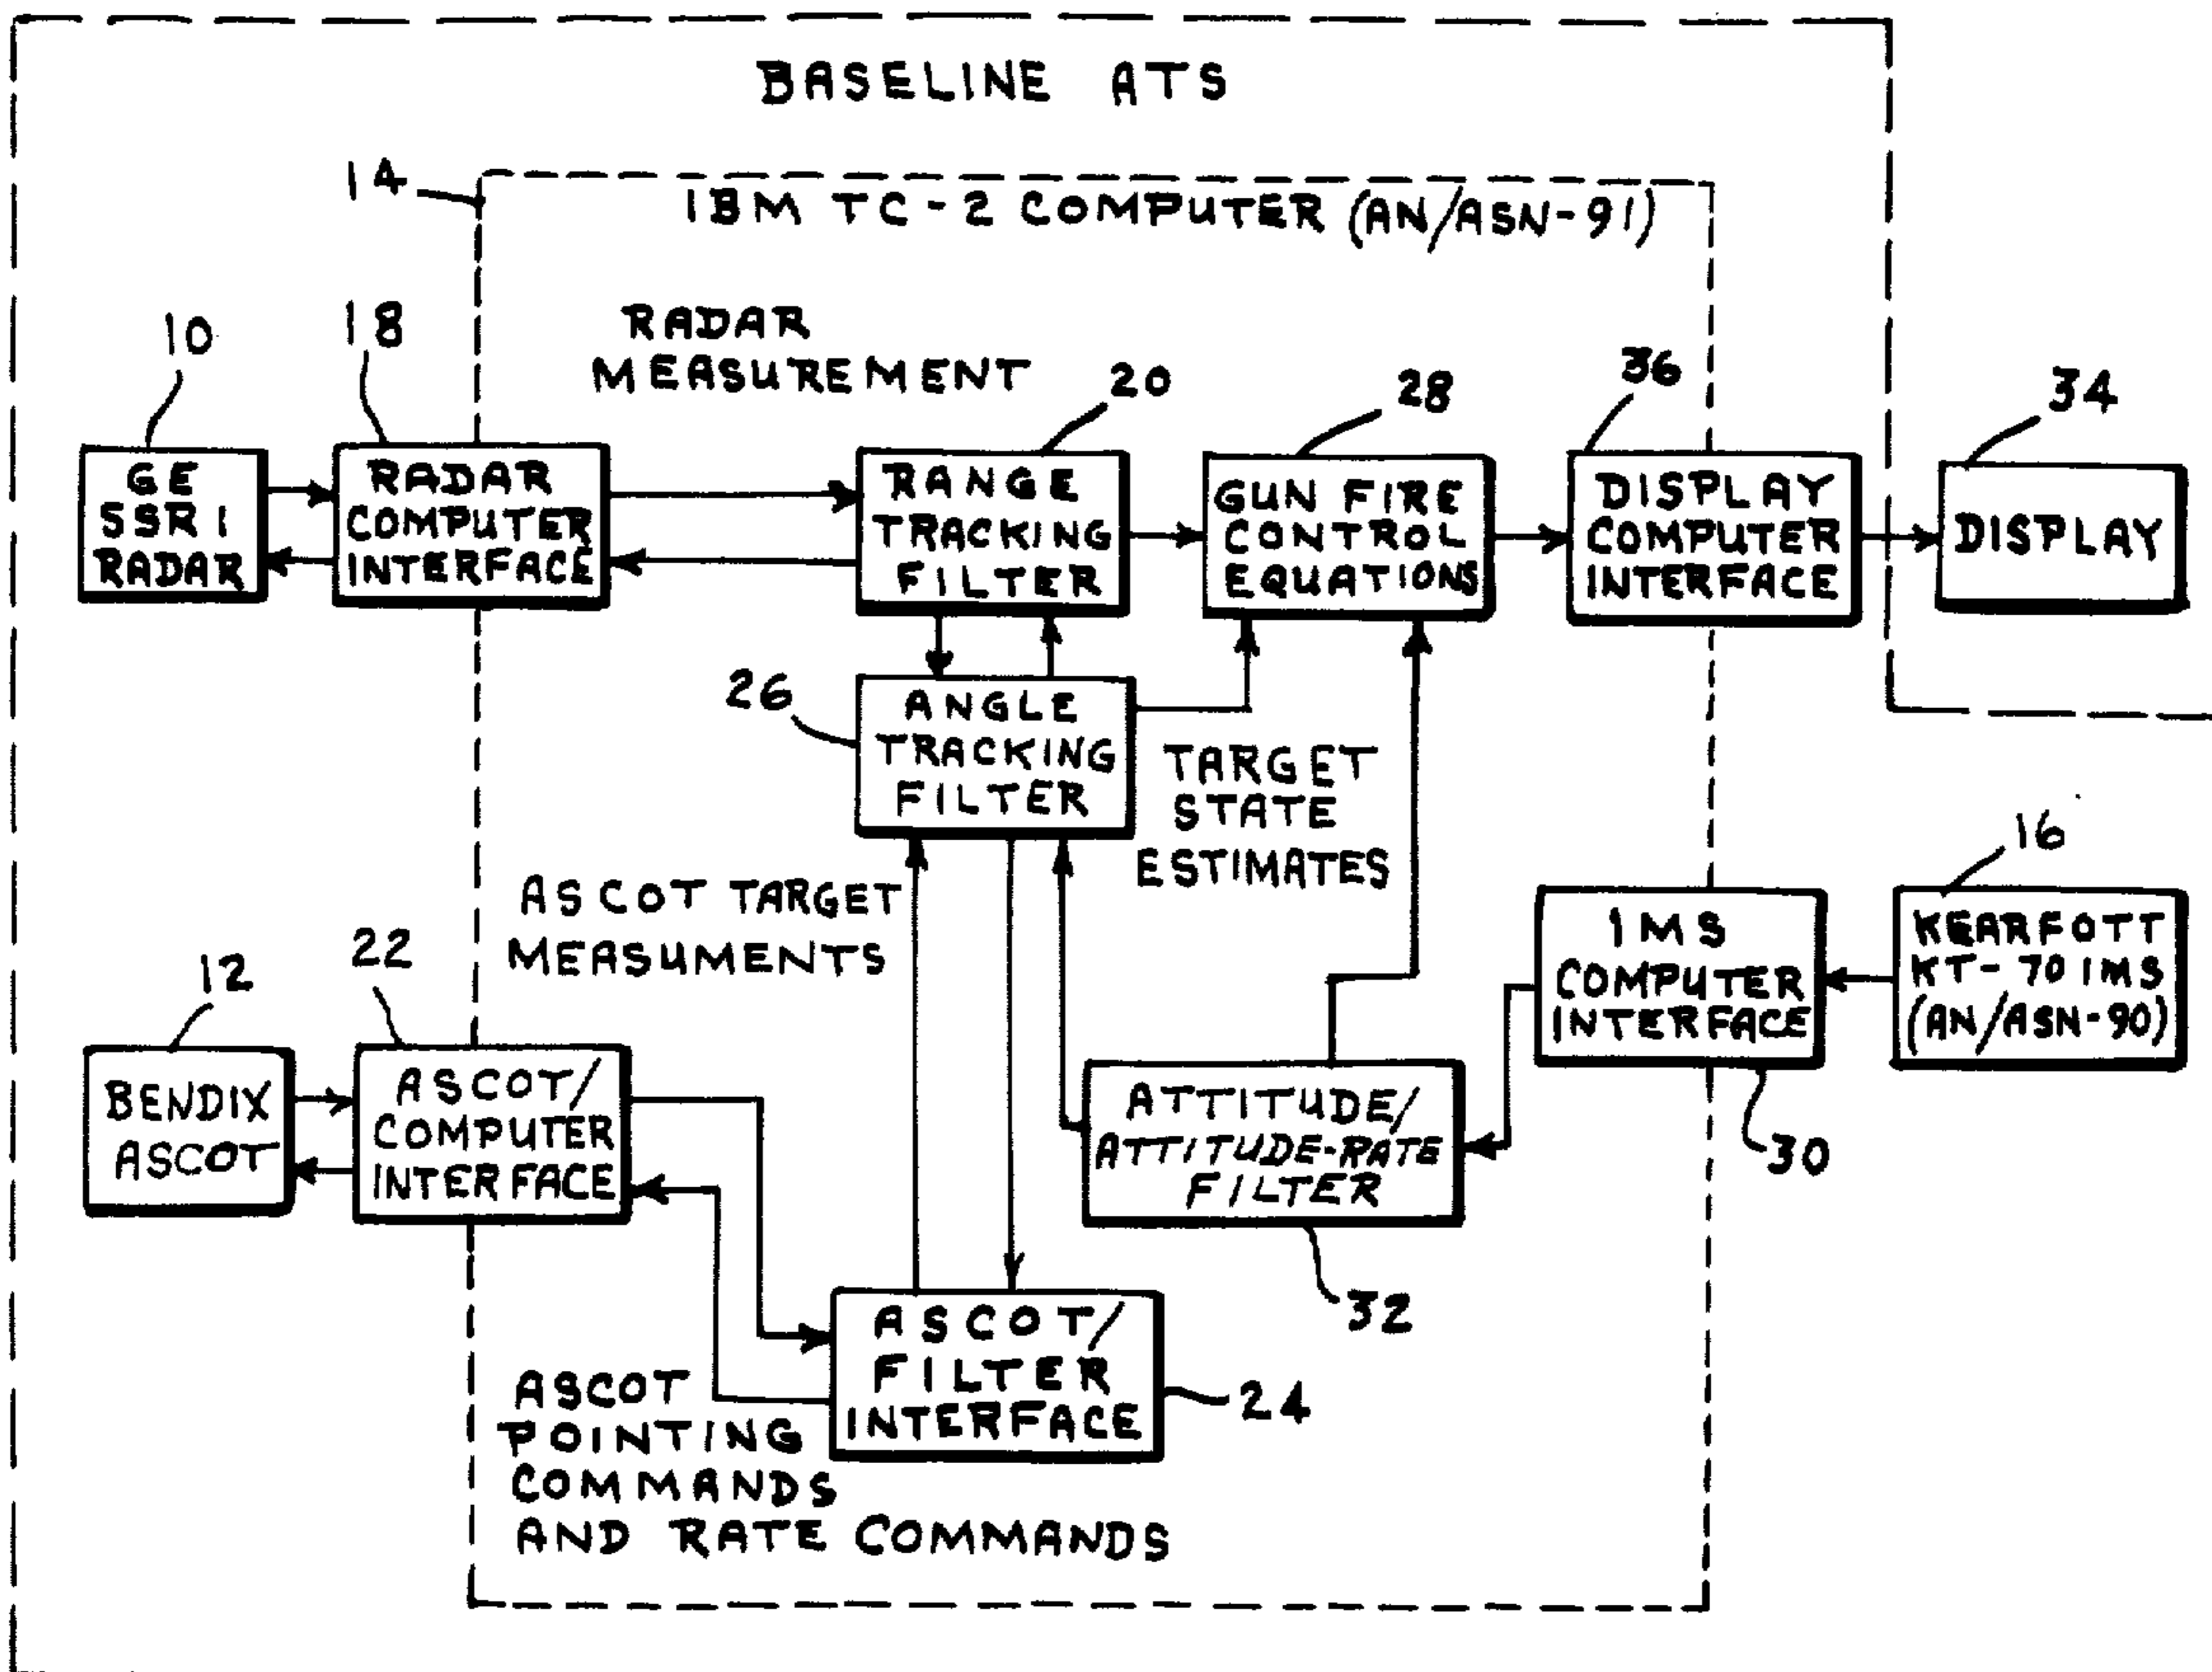 BASELINE ATS
14
IBM TC-2 COMPUTER (AN/ASN-91)
10
18
RADAR
MEASUREMENT
20
28
36
34
GE
SSR 1
RADAR
RADAR
COMPUTER
INTERFACE
RANGE
TRACKING
FILTER
GUN FIRE
CONTROL
EQUATIONS
DISPLAY
COMPUTER
INTERFACE
DISPLAY
26
ANGLE
TRACKING
FILTER
TARGET
STATE
ESTIMATES
ASCOT TARGET
MEASUMENTS
16
IMS
COMPUTER
INTERFACE
KEARFOTT
KT-70 IMS
(AN/ASN-90)
30
12
22
BENDIX
ASCOT
ASCOT/
COMPUTER
INTERFACE
ATTITUDE/
ATTITUDE-RATE
FILTER
32
ASCOT/
FILTER
INTERFACE
24
ASCOT
POINTING
COMMANDS
AND RATE COMMANDS